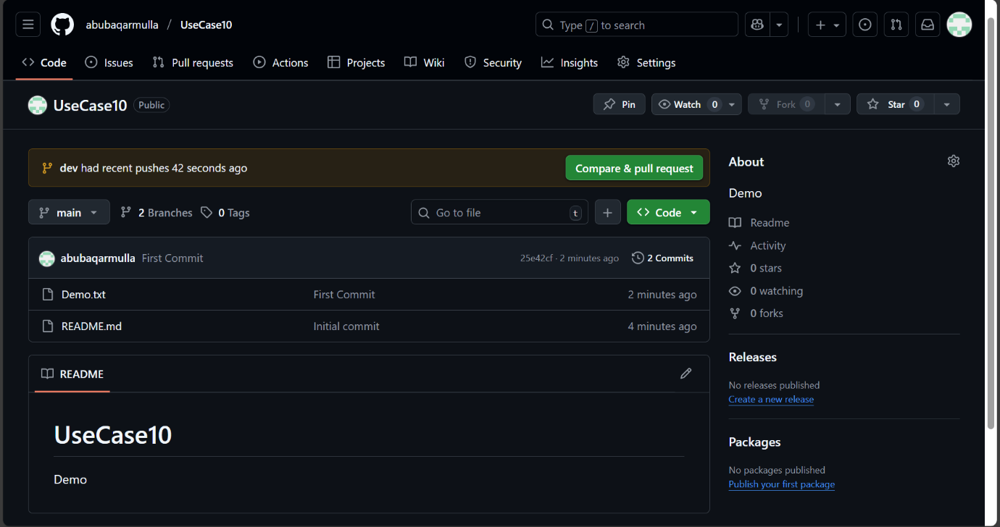 abubaqarmulla / UseCase10
Type / to search
Code Issues Pull requests Actions Projects Wiki Security Insights Settings
UseCase10 Public
Pin Watch 0 Fork 0 Star 0
dev had recent pushes 42 seconds ago Compare & pull request
main 2 Branches 0 Tags Go to file t + Code
abubaqarmulla First Commit 25e42cf · 2 minutes ago 2 Commits
Demo.txt First Commit 2 minutes ago
README.md Initial commit 4 minutes ago
README
UseCase10
Demo
About
Demo
Readme
Activity
0 stars
0 watching
0 forks
Releases
No releases published
Create a new release
Packages
No packages published
Publish your first package